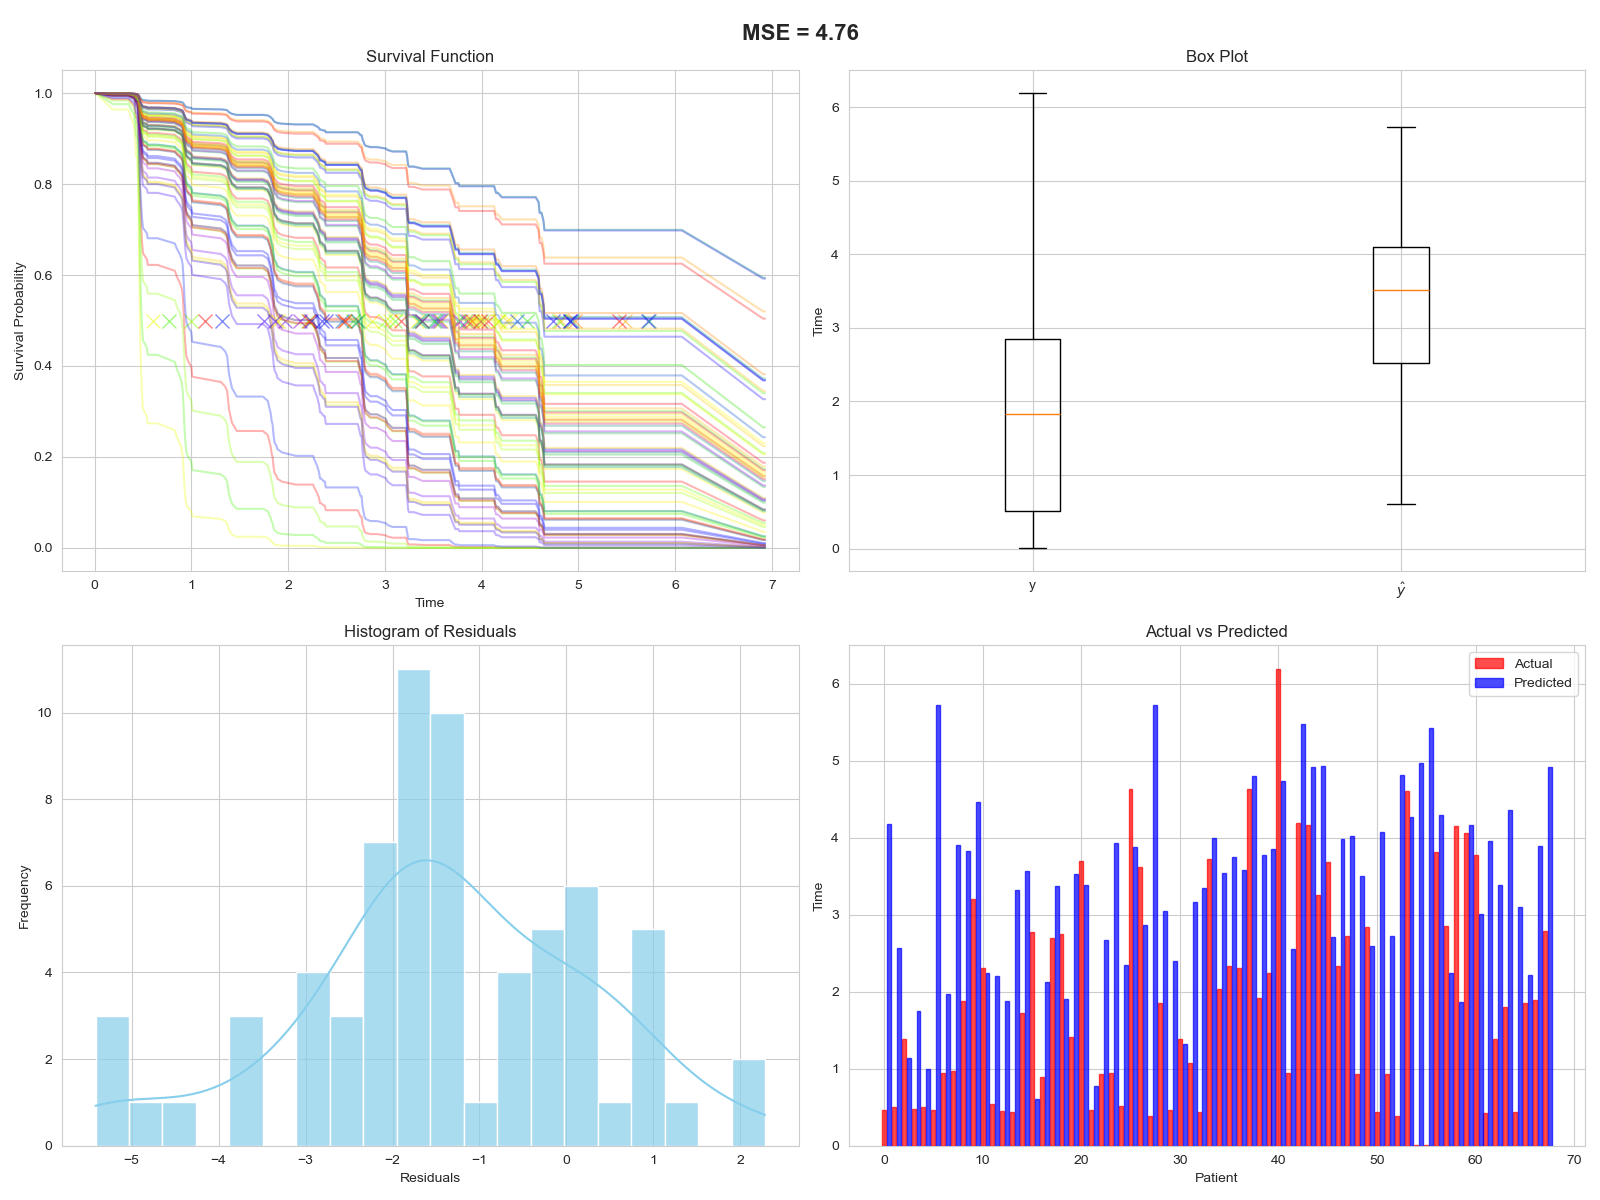 MSE = 4.76
Survival Function
Survival Probability
1.0
0.8
0.6
0.4
0.2
0.0
0 1 2 3 4 5 6 7
Time
Box Plot
Time
6
5
4
3
2
1
0
y ŷ
Histogram of Residuals
Frequency
10
8
6
4
2
0
−5 −4 −3 −2 −1 0 1 2
Residuals
Actual vs Predicted
Actual
Predicted
Time
6
5
4
3
2
1
0
0 10 20 30 40 50 60 70
Patient